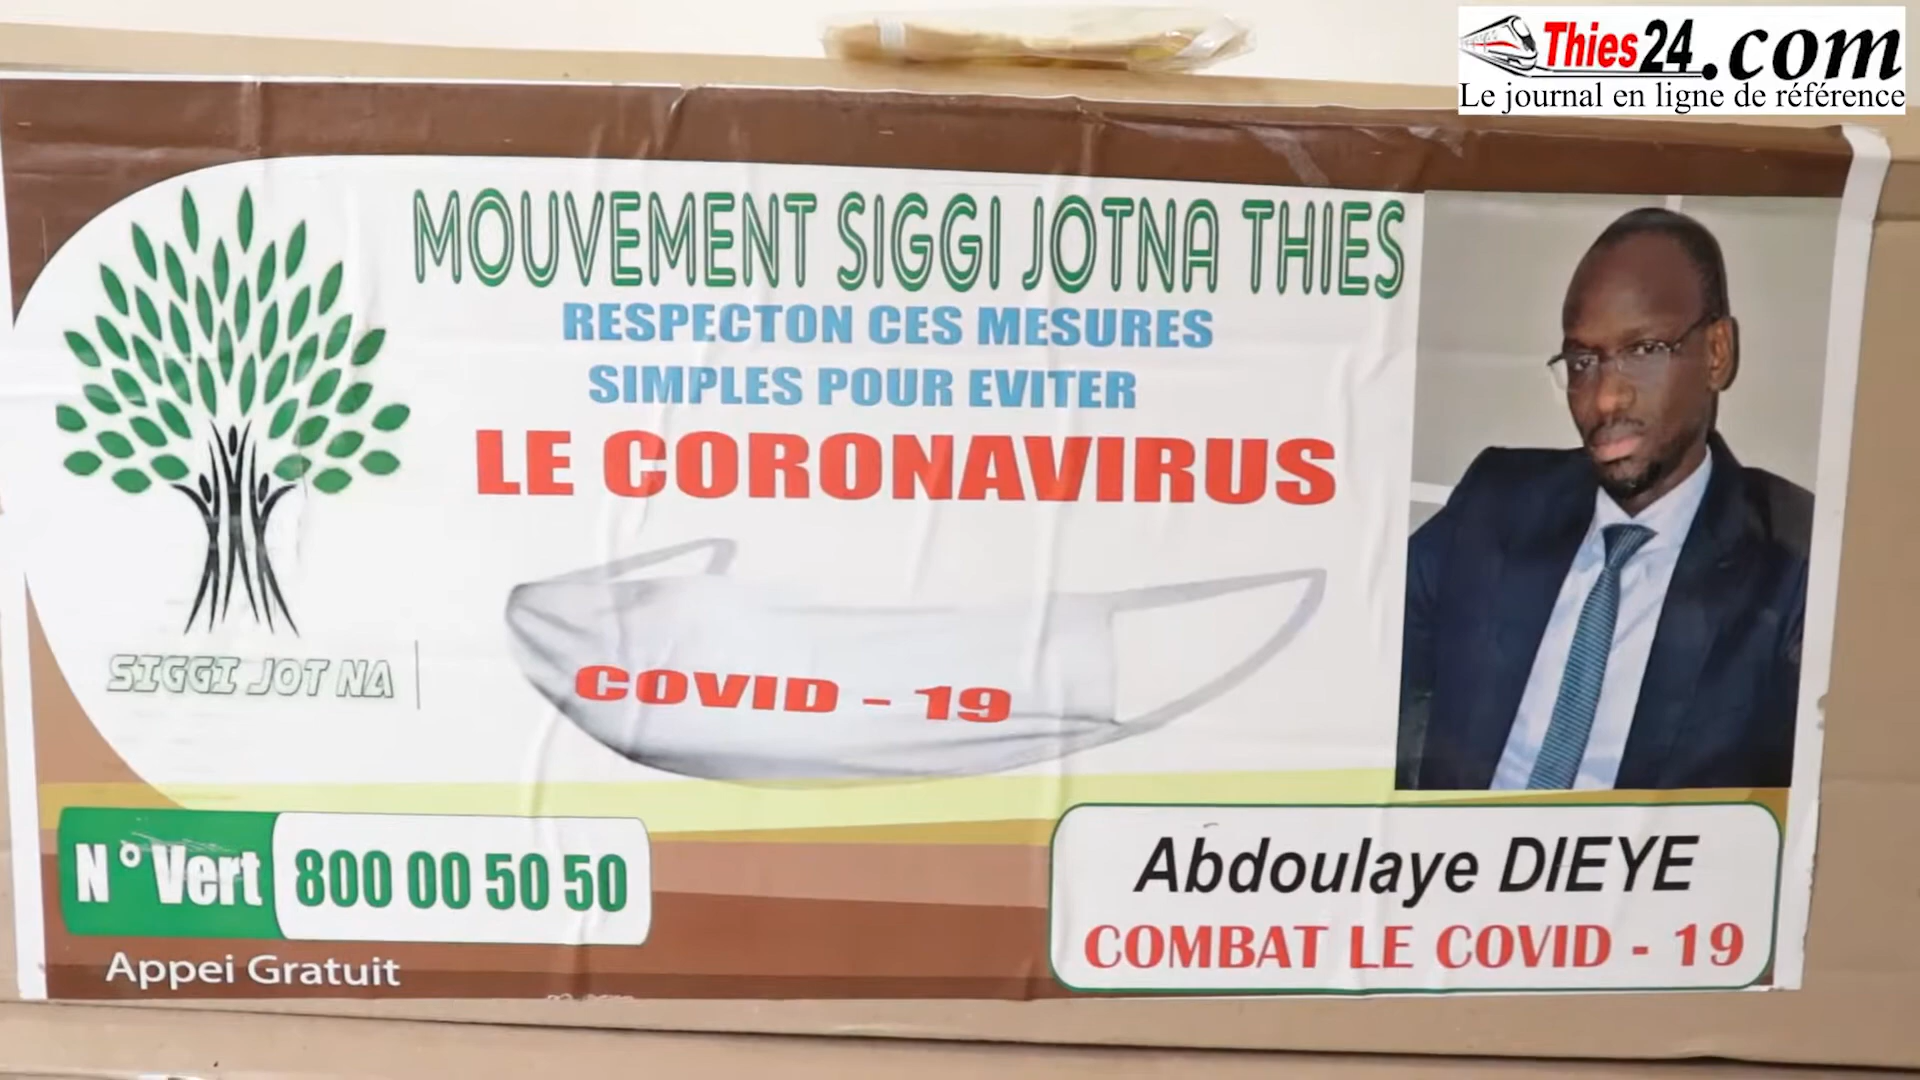 Thies24.com
Le journal en ligne de référence
MOUVEMENT SIGGI JOTNA THIES
RESPECTON CES MESURES
SIMPLES POUR EVITER
LE CORONAVIRUS
COVID - 19
SIGGI JOT NA
N° Vert 800 00 50 50
Appei Gratuit
Abdoulaye DIEYE
COMBAT LE COVID - 19